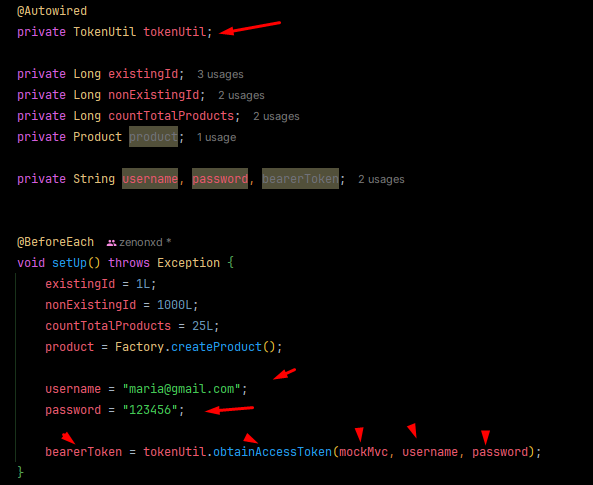 @Autowired
private TokenUtil tokenUtil;
private Long existingId; 3 usages
private Long nonExistingId; 2 usages
private Long countTotalProducts; 2 usages
private Product product; 1 usage
private String username, password, bearerToken; 2 usages
@BeforeEach zenonxd *
void setUp() throws Exception {
existingId = 1L;
nonExistingId = 1000L;
countTotalProducts = 25L;
product = Factory.createProduct();
username = "maria@gmail.com";
password = "123456";
bearerToken = tokenUtil.obtainAccessToken(mockMvc, username, password);
}